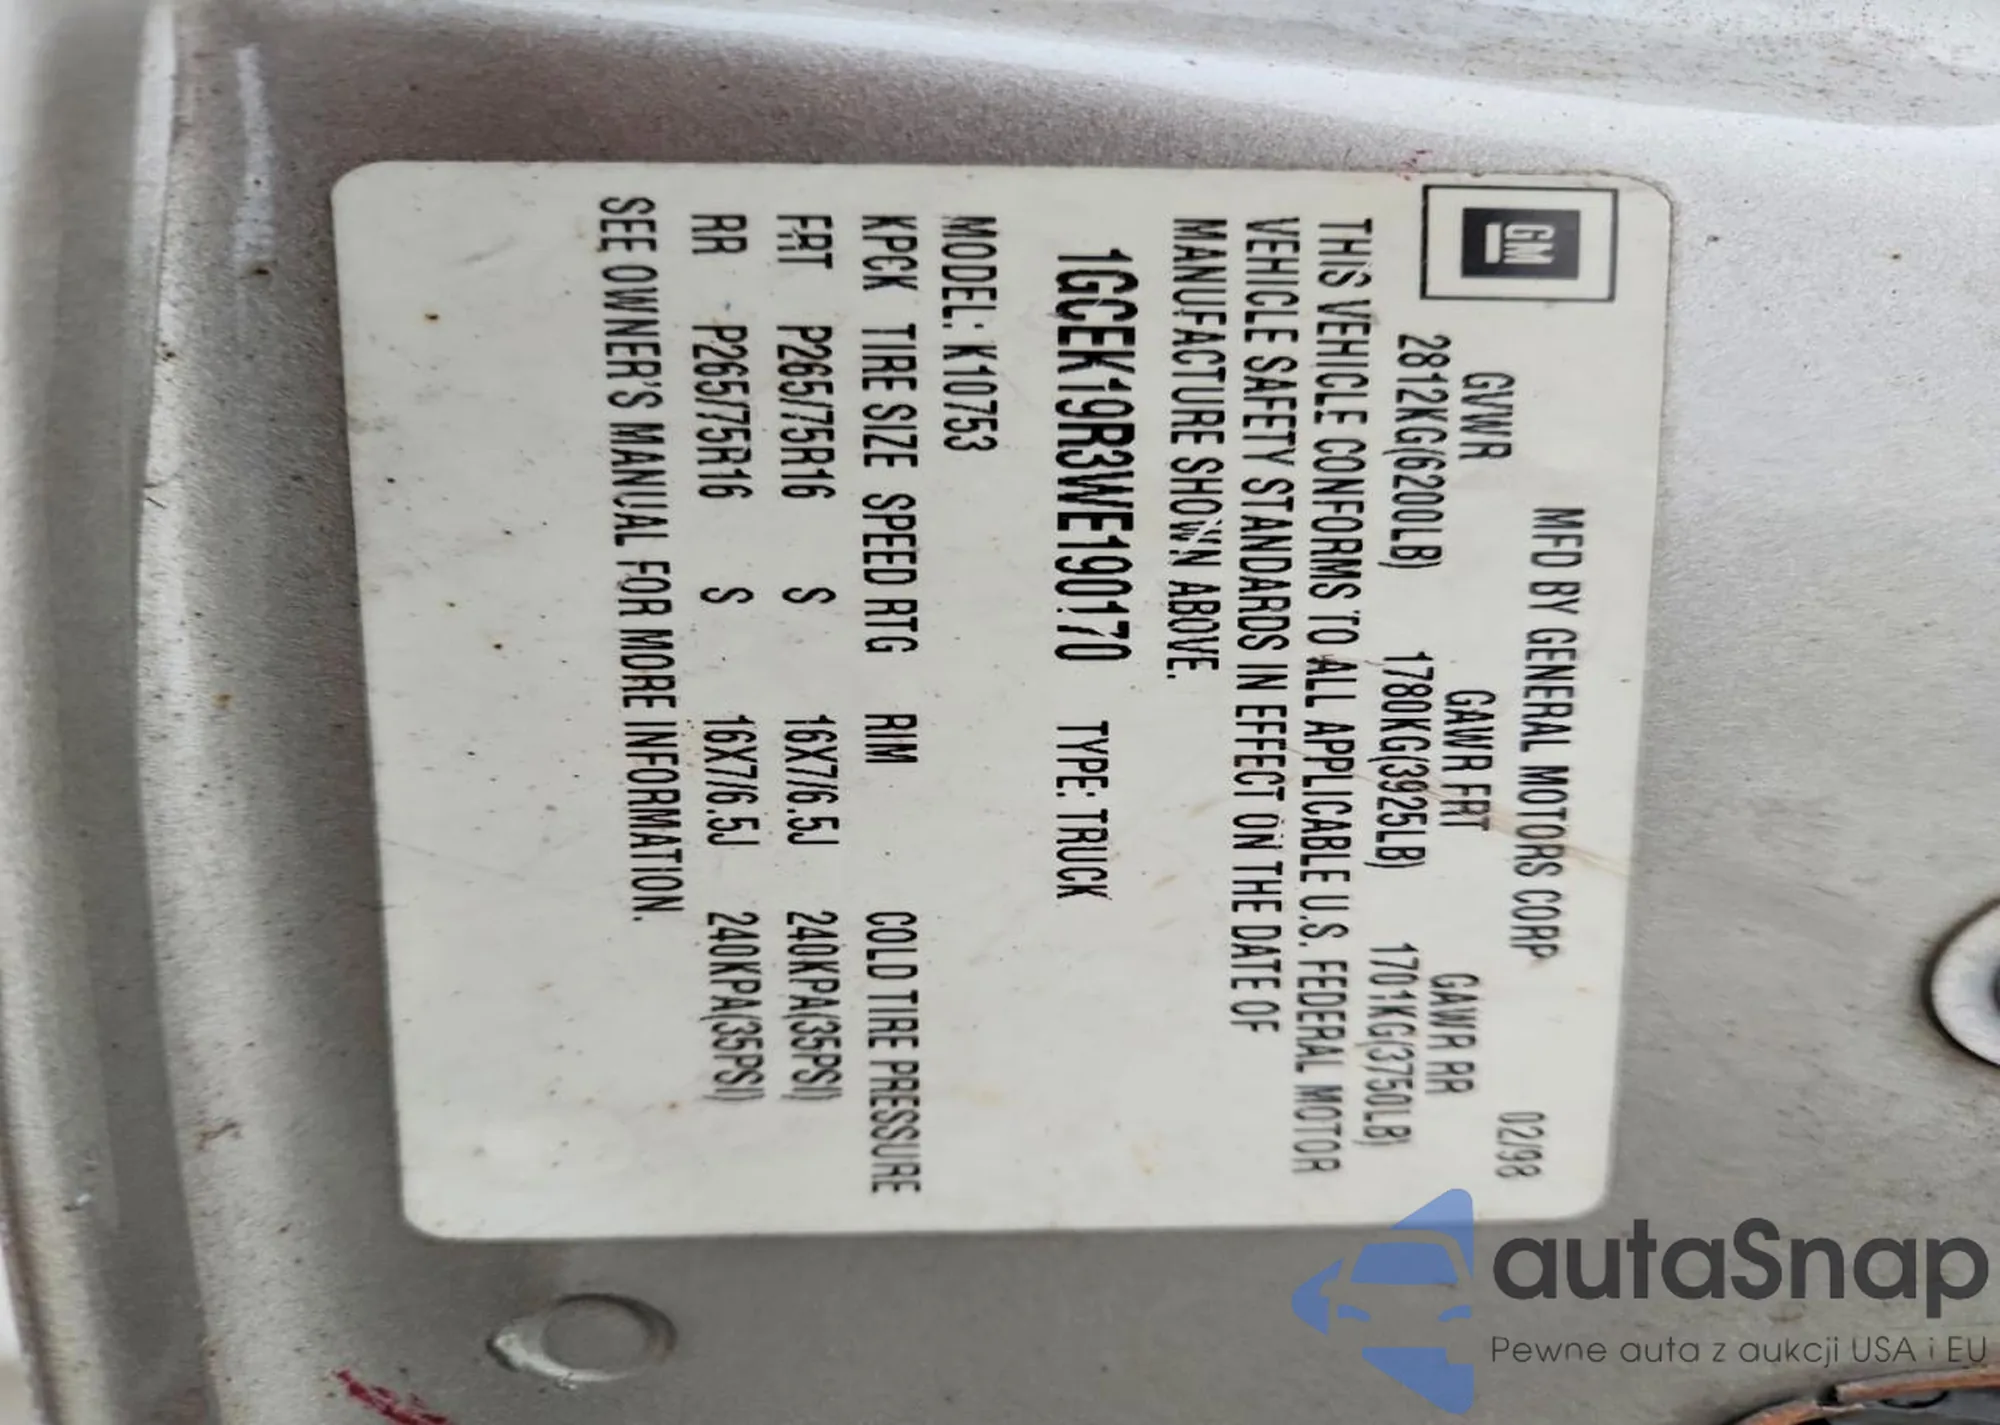 GM
MFD BY GENERAL MOTORS CORP 02/98
GVWR GAWR FRT GAWR RR
2812KG(6200LB) 1780KG(3925LB) 1701KG(3750LB)
THIS VEHICLE CONFORMS TO ALL APPLICABLE U.S. FEDERAL MOTOR
VEHICLE SAFETY STANDARDS IN EFFECT ON THE DATE OF
MANUFACTURE SHOWN ABOVE.
1GCEK19R3WE190170 TYPE: TRUCK
MODEL: K10753
KPCK TIRE SIZE SPEED RTG RIM COLD TIRE PRESSURE
FRT P265/75R16 S 16X7/6.5J 240KPA(35PSI)
RR P265/75R16 S 16X7/6.5J 240KPA(35PSI)
SEE OWNER'S MANUAL FOR MORE INFORMATION.
autaSnap
Pewne auta z aukcji USA i EU